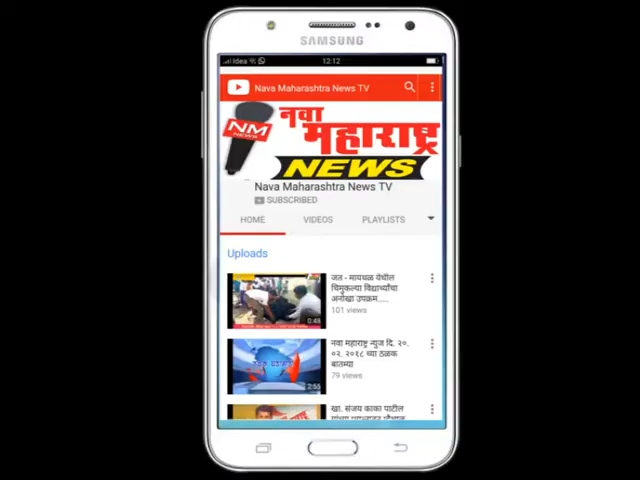 SAMSUNG
Idea 12:12
Nava Maharashtra News TV
NM
NEWS
नवा
महाराष्ट्र
NEWS
Nava Maharashtra News TV
SUBSCRIBED
HOME VIDEOS PLAYLISTS
Uploads
जत - मायथळ येथील
चिमुकल्या विद्यार्थ्यांचा
अनोखा उपक्रम.....
101 views
0:48
नवा महाराष्ट्र न्युज दि. २०.
०२. २०१८ च्या ठळक
बातम्या
79 views
2:55
खा. संजय काका पाटील